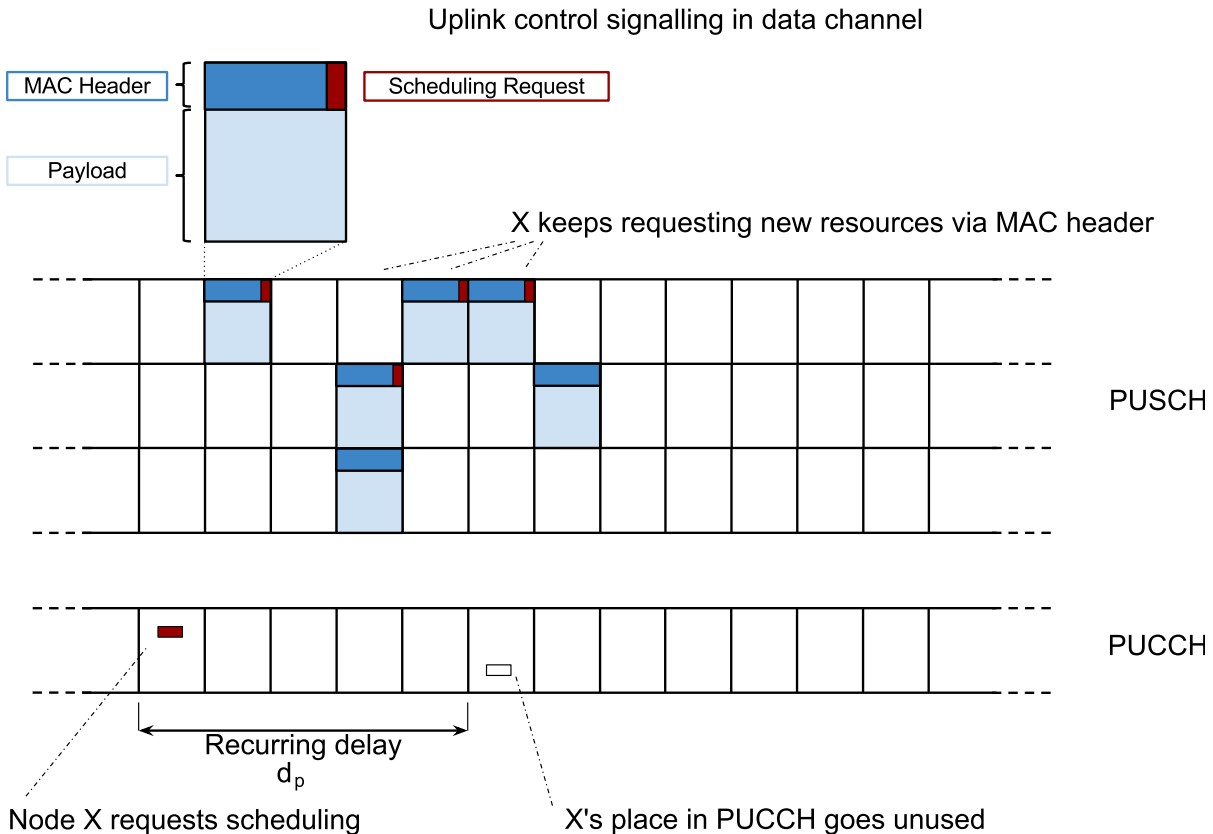 Uplink control signalling in data channel
MAC Header
Scheduling Request
Payload
X keeps requesting new resources via MAC header
PUSCH
PUCCH
Recurring delay
dp
Node X requests scheduling
X's place in PUCCH goes unused